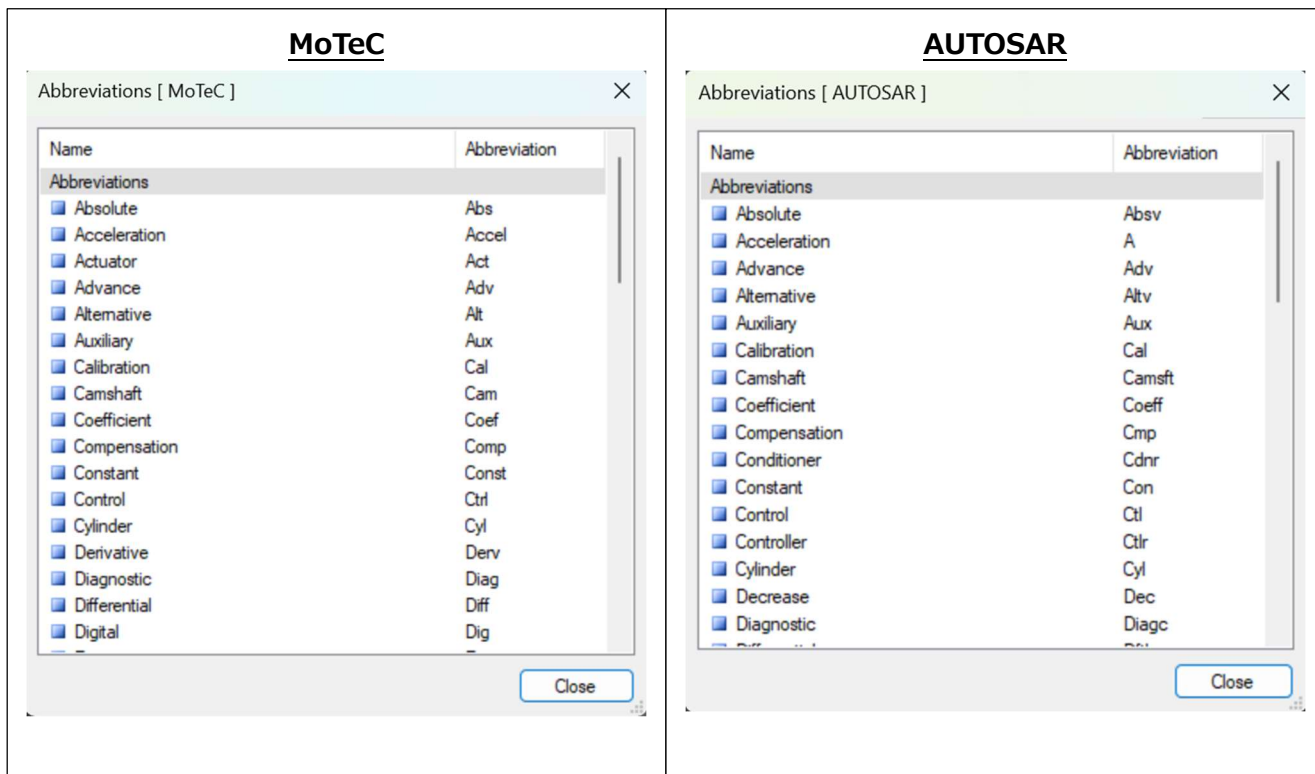 MoTeC
Abbreviations [ MoTeC ]
Name Abbreviation
Abbreviations
Absolute Abs
Acceleration Accel
Actuator Act
Advance Adv
Alternative Alt
Auxiliary Aux
Calibration Cal
Camshaft Cam
Coefficient Coef
Compensation Comp
Constant Const
Control Ctrl
Cylinder Cyl
Derivative Derv
Diagnostic Diag
Differential Diff
Digital Dig
Close
AUTOSAR
Abbreviations [ AUTOSAR ]
Name Abbreviation
Abbreviations
Absolute Absv
Acceleration A
Advance Adv
Alternative Altv
Auxiliary Aux
Calibration Cal
Camshaft Camsft
Coefficient Coeff
Compensation Cmp
Conditioner Cdnr
Constant Con
Control Ctl
Controller Ctlr
Cylinder Cyl
Decrease Dec
Diagnostic Diagc
Close